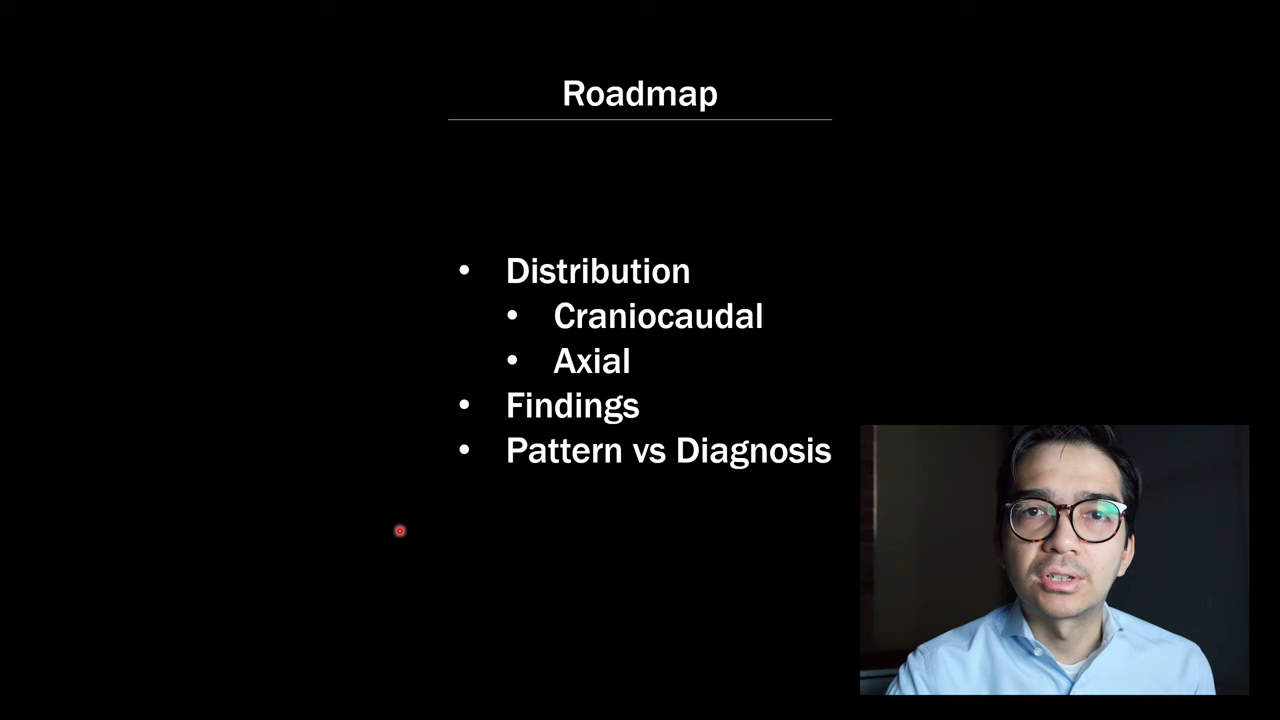 Roadmap
• Distribution
• Craniocaudal
• Axial
• Findings
• Pattern vs Diagnosis